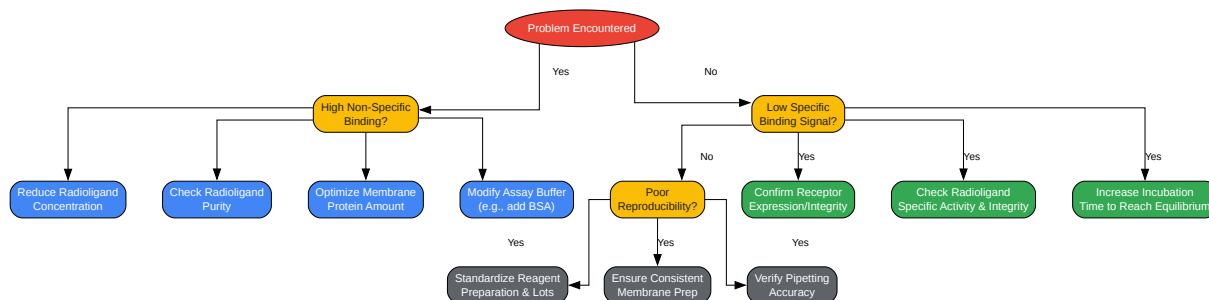 Problem Encountered
Yes
No
High Non-Specific
Binding?
Low Specific
Binding Signal?
No
Yes
Yes
Yes
Reduce Radioligand
Concentration
Check Radioligand
Purity
Optimize Membrane
Protein Amount
Modify Assay Buffer
(e.g., add BSA)
Poor
Reproducibility?
Confirm Receptor
Expression/Integrity
Check Radioligand
Specific Activity & Integrity
Increase Incubation
Time to Reach Equilibrium
Yes
Yes
Yes
Standardize Reagent
Preparation & Lots
Ensure Consistent
Membrane Prep
Verify Pipetting
Accuracy